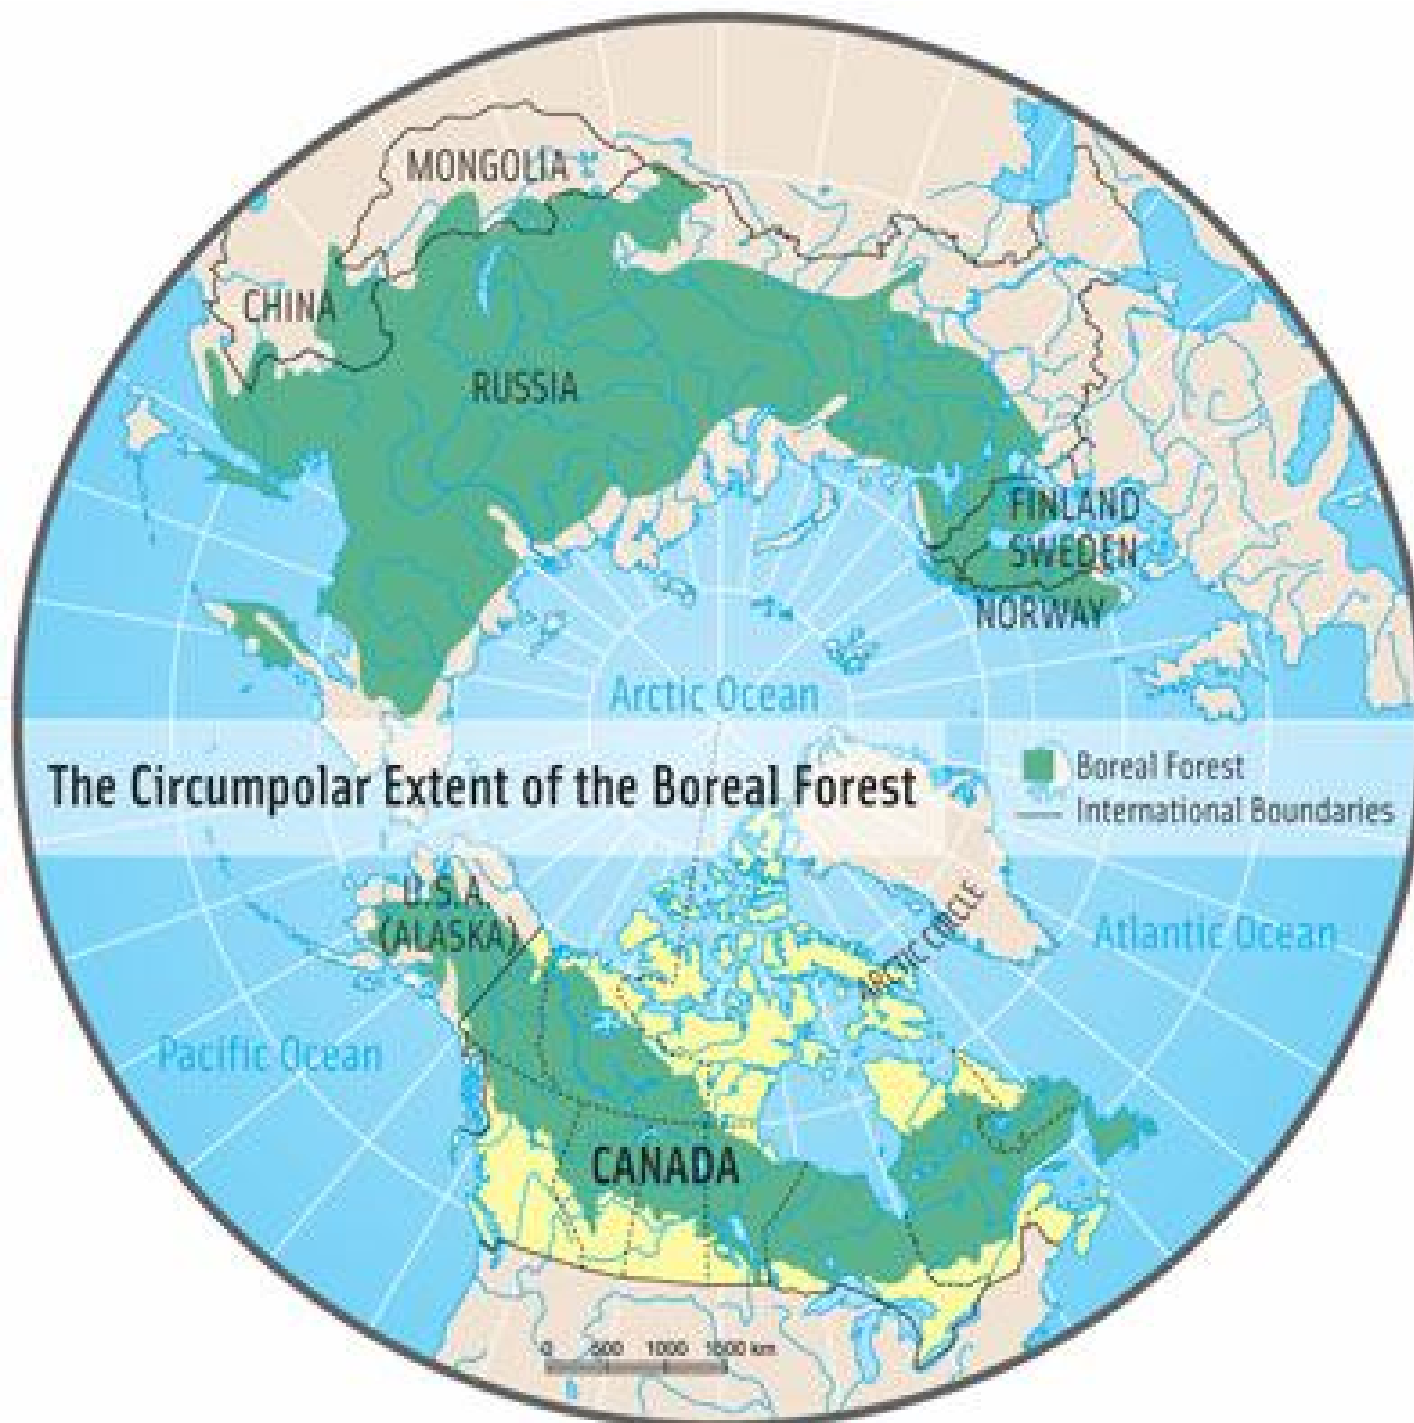 MONGOLIA
CHINA
RUSSIA
FINLAND
SWEDEN
NORWAY
Arctic Ocean
The Circumpolar Extent of the Boreal Forest
Boreal Forest
International Boundaries
U.S.A.
(ALASKA)
ARCTIC CIRCLE
Atlantic Ocean
Pacific Ocean
CANADA
0 500 1000 1500 km